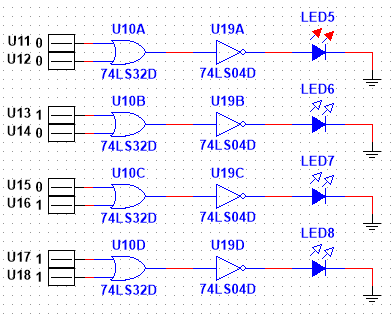 U10A U19A LED5
U11 0
U12 0
74LS32D 74LS04D
U10B U19B LED6
U13 1
U14 0
74LS32D 74LS04D
U10C U19C LED7
U15 0
U16 1
74LS32D 74LS04D
U10D U19D LED8
U17 1
U18 1
74LS32D 74LS04D